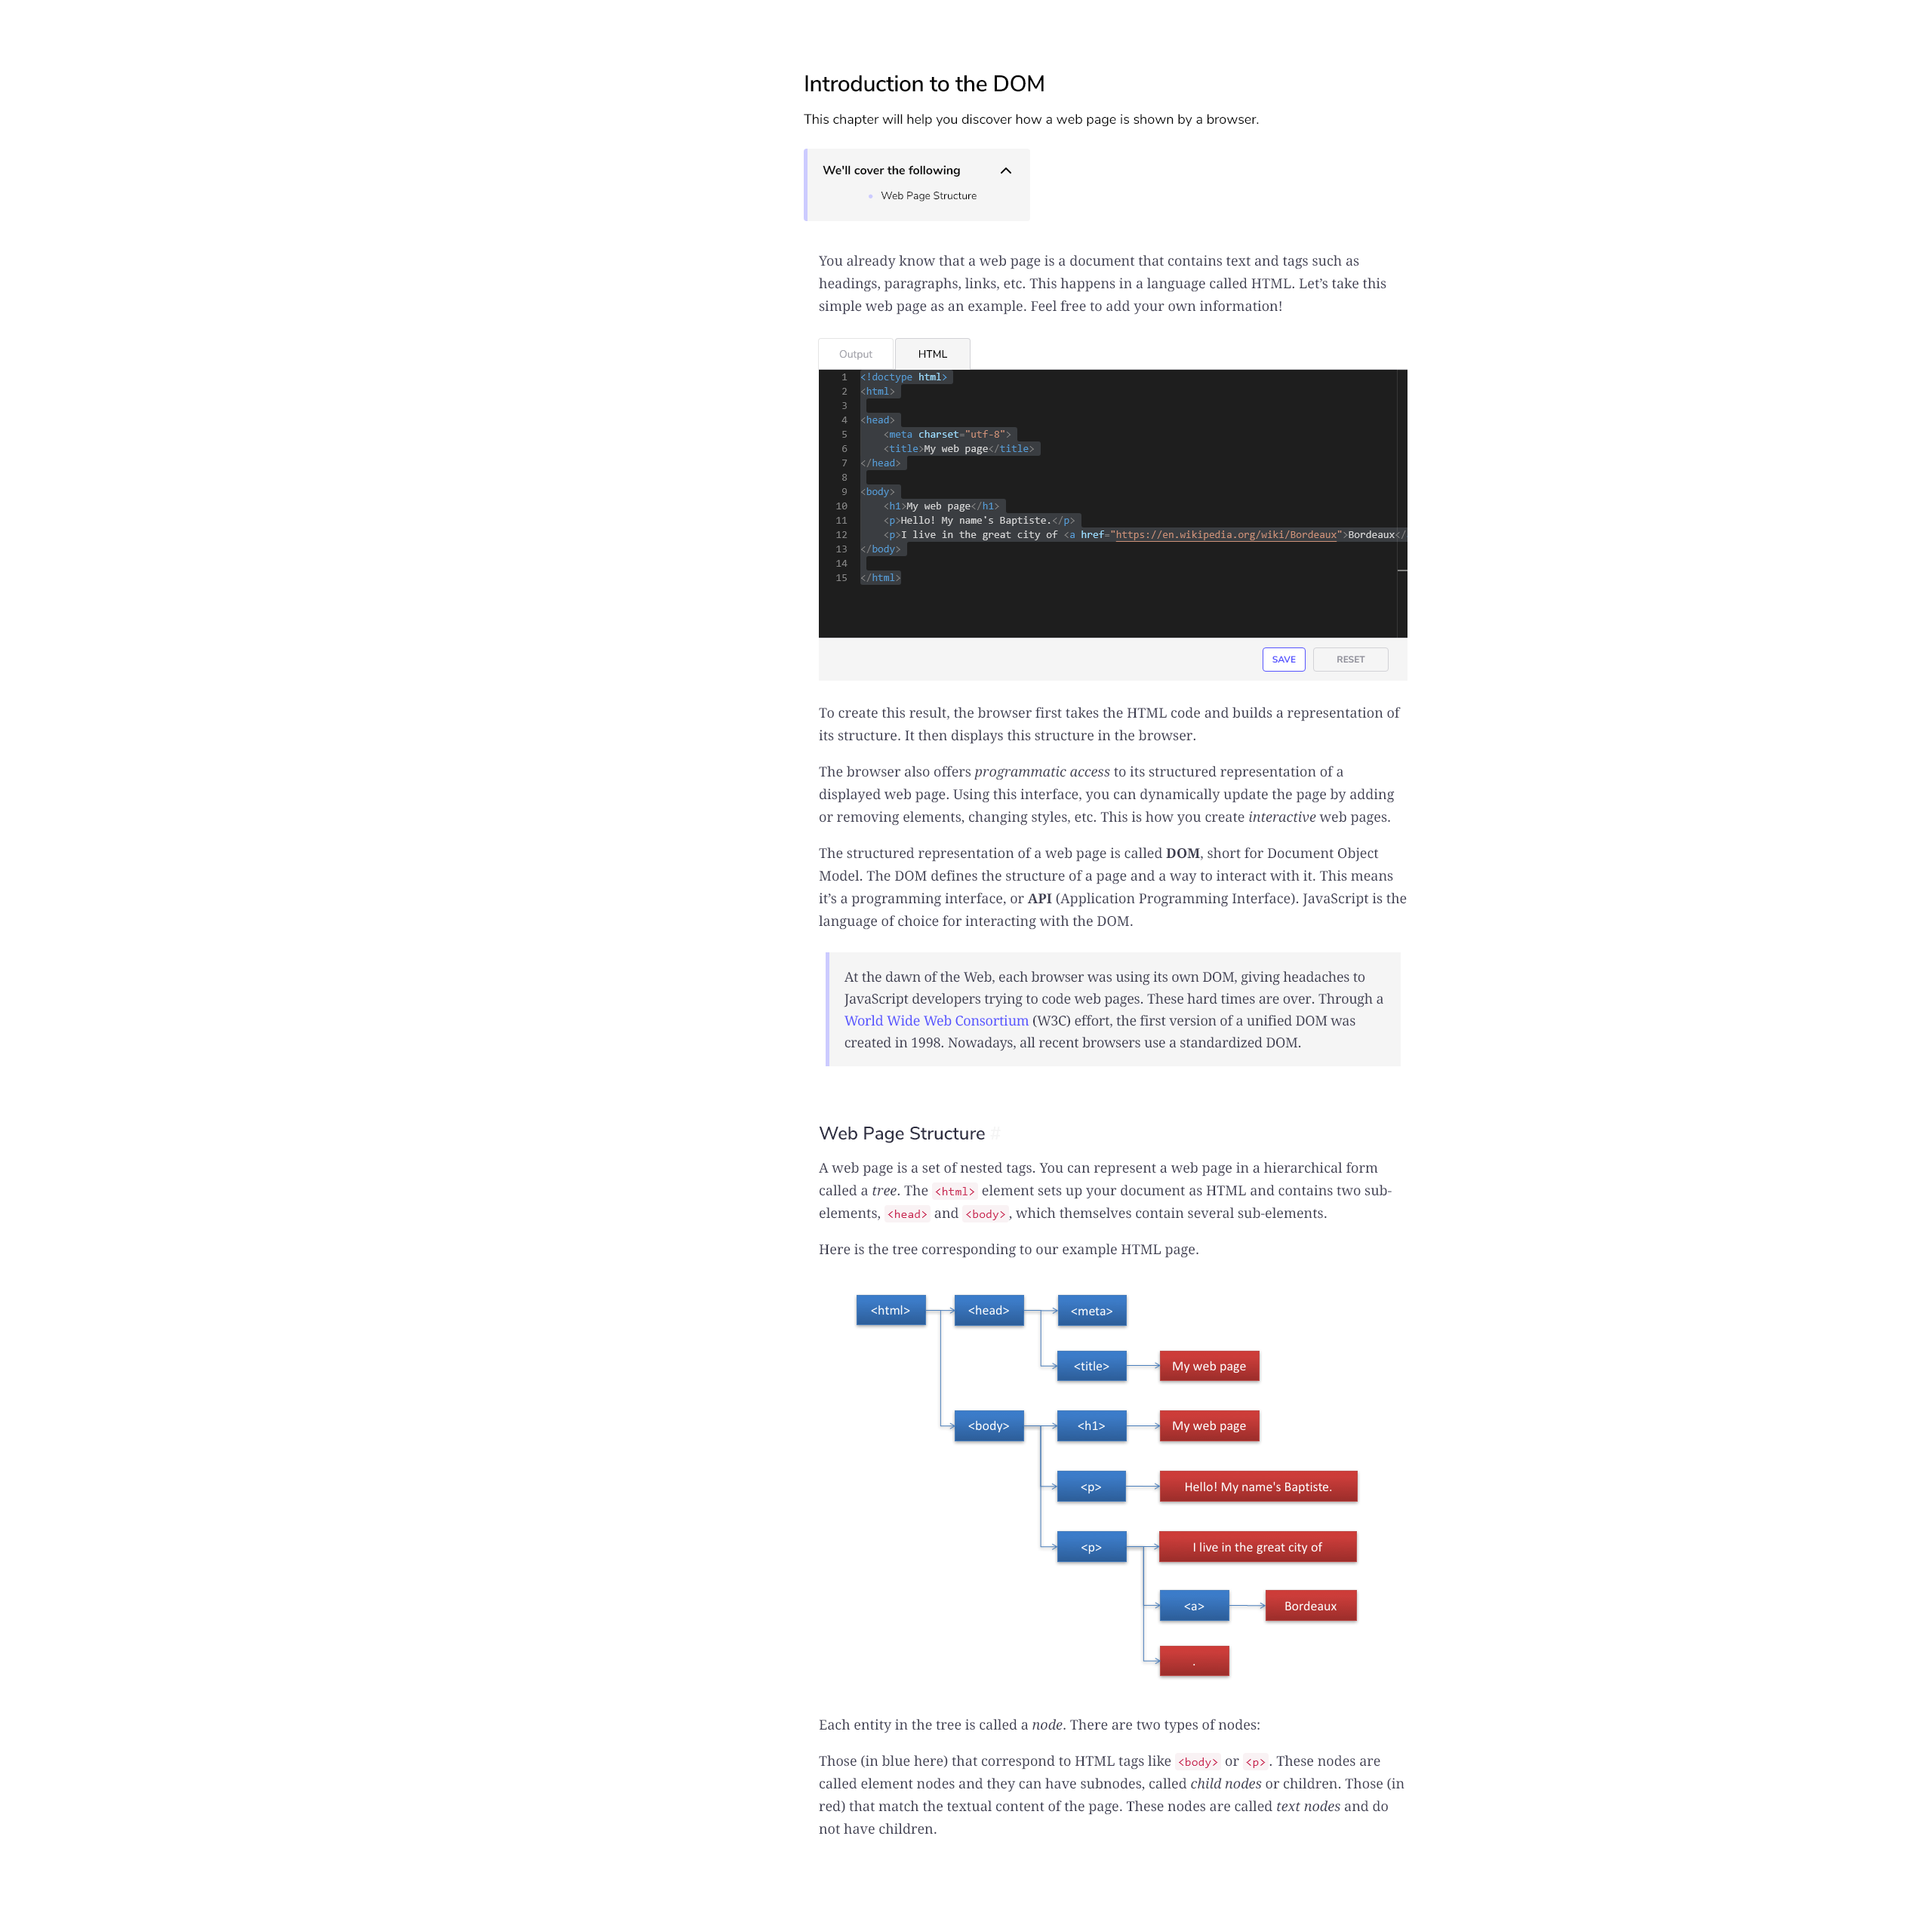 Introduction to the DOM
This chapter will help you discover how a web page is shown by a browser.
We'll cover the following
Web Page Structure
You already know that a web page is a document that contains text and tags such as
headings, paragraphs, links, etc. This happens in a language called HTML. Let’s take this
simple web page as an example. Feel free to add your own information!
Output HTML
1 <!doctype html>
2 <html>
3
4 <head>
5 <meta charset="utf-8">
6 <title>My web page</title>
7 </head>
8
9 <body>
10 <h1>My web page</h1>
11 <p>Hello! My name's Baptiste.</p>
12 <p>I live in the great city of <a href="https://en.wikipedia.org/wiki/Bordeaux">Bordeaux</
13 </body>
14
15 </html>
SAVE RESET
To create this result, the browser first takes the HTML code and builds a representation of
its structure. It then displays this structure in the browser.
The browser also offers programmatic access to its structured representation of a
displayed web page. Using this interface, you can dynamically update the page by adding
or removing elements, changing styles, etc. This is how you create interactive web pages.
The structured representation of a web page is called DOM, short for Document Object
Model. The DOM defines the structure of a page and a way to interact with it. This means
it’s a programming interface, or API (Application Programming Interface). JavaScript is the
language of choice for interacting with the DOM.
At the dawn of the Web, each browser was using its own DOM, giving headaches to
JavaScript developers trying to code web pages. These hard times are over. Through a
World Wide Web Consortium (W3C) effort, the first version of a unified DOM was
created in 1998. Nowadays, all recent browsers use a standardized DOM.
Web Page Structure #
A web page is a set of nested tags. You can represent a web page in a hierarchical form
called a tree. The <html> element sets up your document as HTML and contains two sub-
elements, <head> and <body>, which themselves contain several sub-elements.
Here is the tree corresponding to our example HTML page.
<html> <head> <meta>
<title> My web page
<body> <h1> My web page
<p> Hello! My name's Baptiste.
<p> I live in the great city of
<a> Bordeaux
.
Each entity in the tree is called a node. There are two types of nodes:
Those (in blue here) that correspond to HTML tags like <body> or <p>. These nodes are
called element nodes and they can have subnodes, called child nodes or children. Those (in
red) that match the textual content of the page. These nodes are called text nodes and do
not have children.